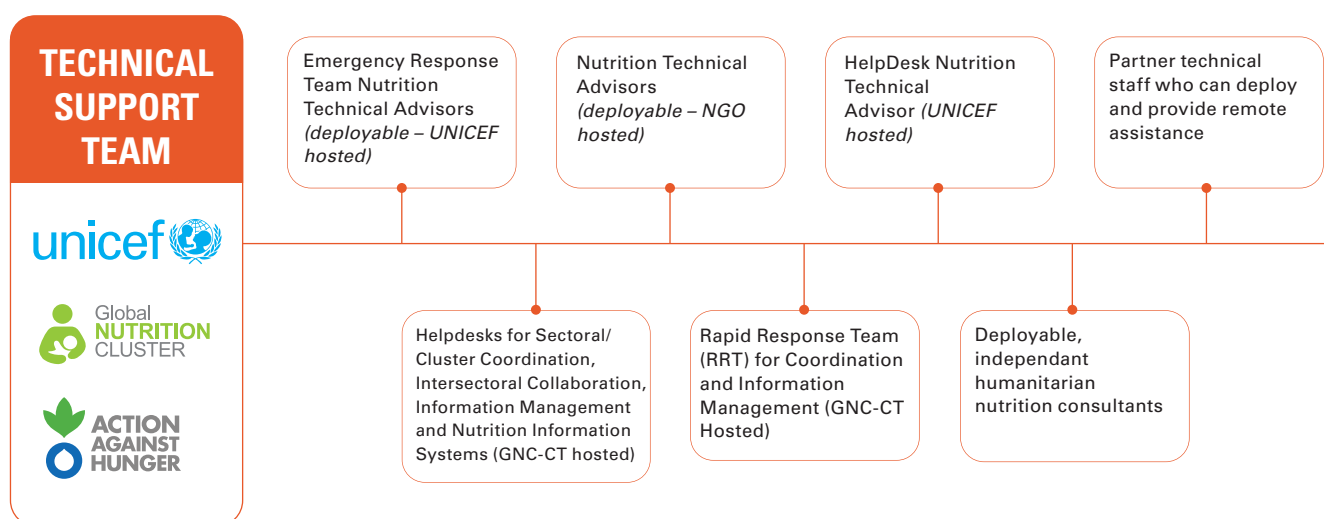 TECHNICAL
SUPPORT
TEAM
unicef
Global
NUTRITION
CLUSTER
ACTION
AGAINST
HUNGER
Emergency Response
Team Nutrition
Technical Advisors
(deployable – UNICEF
hosted)
Nutrition Technical
Advisors
(deployable – NGO
hosted)
HelpDesk Nutrition
Technical
Advisor (UNICEF
hosted)
Partner technical
staff who can deploy
and provide remote
assistance
Helpdesks for Sectoral/
Cluster Coordination,
Intersectoral Collaboration,
Information Management
and Nutrition Information
Systems (GNC-CT hosted)
Rapid Response Team
(RRT) for Coordination
and Information
Management (GNC-CT
Hosted)
Deployable,
independant
humanitarian
nutrition consultants